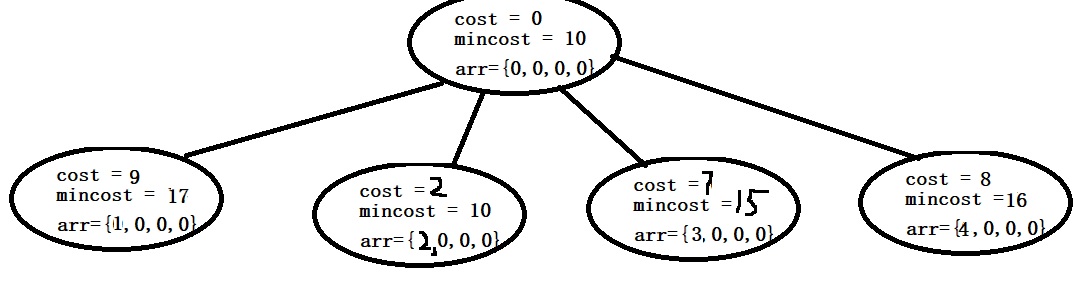 cost = 0
mincost = 10
arr={0,0,0,0}
cost = 9
mincost = 17
arr={1,0,0,0}
cost =2
mincost = 10
arr={2,0,0,0}
cost =7
mincost =15
arr={3,0,0,0}
cost = 8
mincost =16
arr={4,0,0,0}